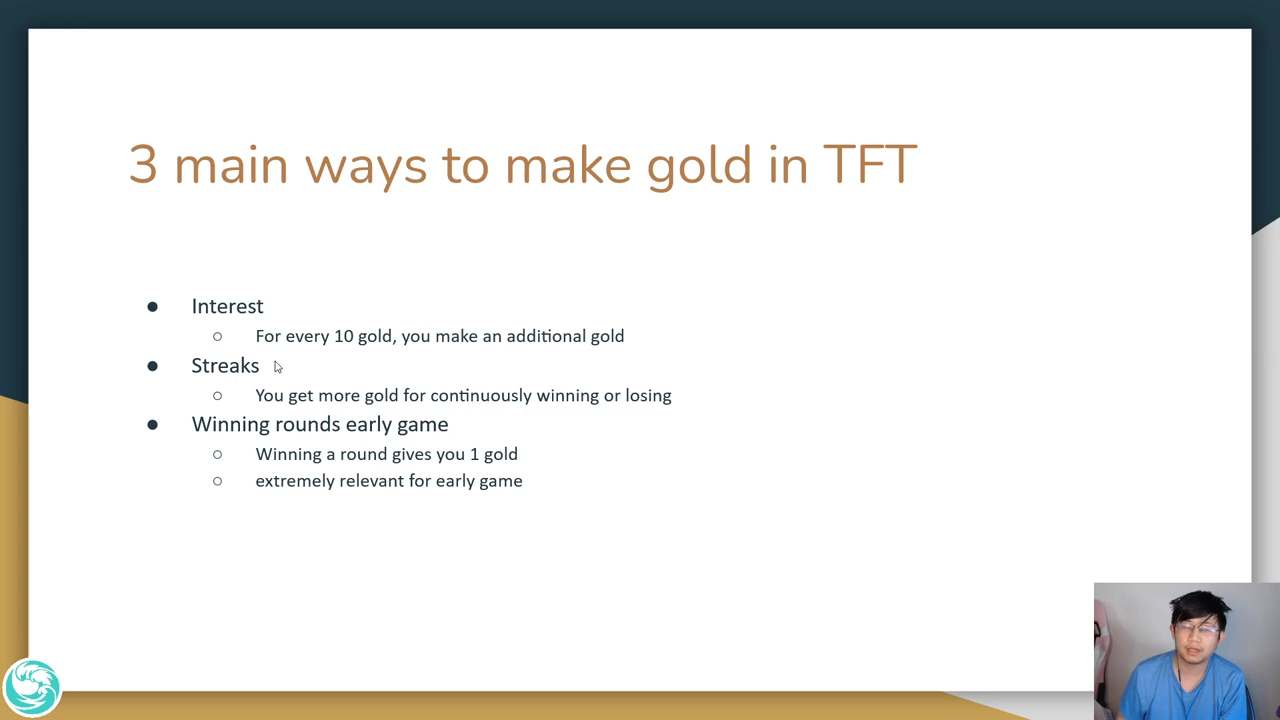 3 main ways to make gold in TFT
● Interest
○ For every 10 gold, you make an additional gold
● Streaks
○ You get more gold for continuously winning or losing
● Winning rounds early game
○ Winning a round gives you 1 gold
○ extremely relevant for early game